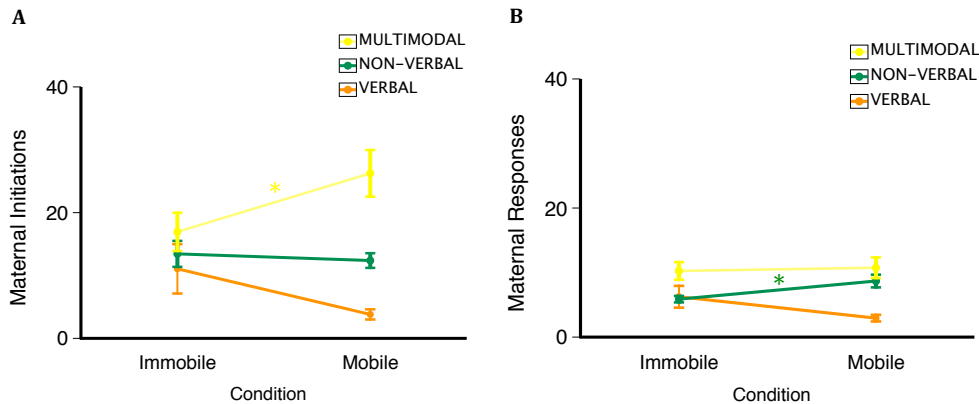 A
MULTIMODAL
NON-VERBAL
VERBAL
40
20
0
Maternal Initiations
*
Immobile
Mobile
Condition
B
MULTIMODAL
NON-VERBAL
VERBAL
40
20
0
Maternal Responses
*
Immobile
Mobile
Condition